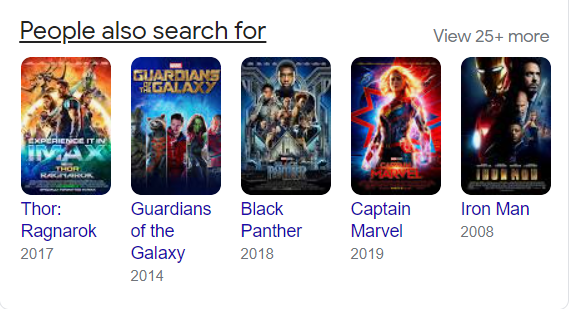 People also search for
View 25+ more
EXPERIENCE IT IN
IMAX
THOR
RAGNAROK
MARVEL
GUARDIANS
OF THE GALAXY
CAPTAIN
MARVEL
IRON MAN
Thor:
Ragnarok
2017
Guardians
of the
Galaxy
2014
Black
Panther
2018
Captain
Marvel
2019
Iron Man
2008